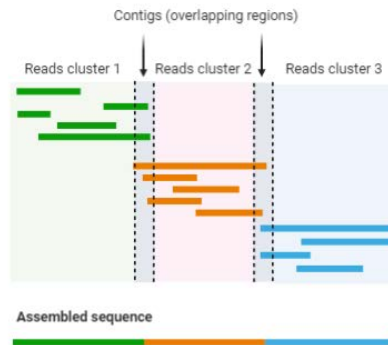 Contigs (overlapping regions)
Reads cluster 1
Reads cluster 2
Reads cluster 3
Assembled sequence